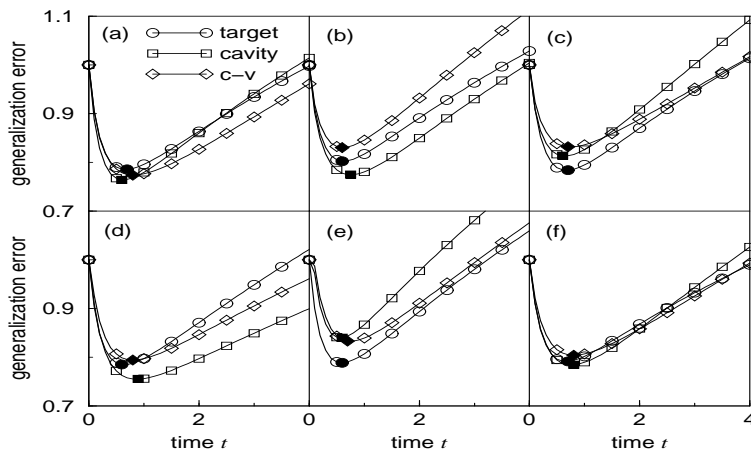 1.1
(a)
target
cavity
c-v
(b)
(c)
generalization error
0.9
0.7
(d)
(e)
(f)
generalization error
0.9
0.7
0
2
0
2
0
2
4
time t
time t
time t